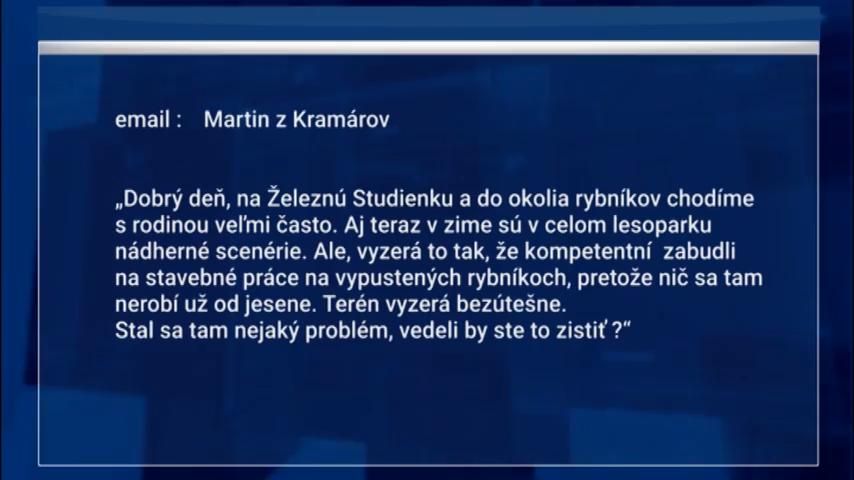 email : Martin z Kramárov
„Dobrý deň, na Železnú Studienku a do okolia rybníkov chodíme
s rodinou veľmi často. Aj teraz v zime sú v celom lesoparku
nádherné scenérie. Ale, vyzerá to tak, že kompetentní zabudli
na stavebné práce na vypustených rybníkoch, pretože nič sa tam
nerobí už od jesene. Terén vyzerá bezútešne.
Stal sa tam nejaký problém, vedeli by ste to zistiť ?“